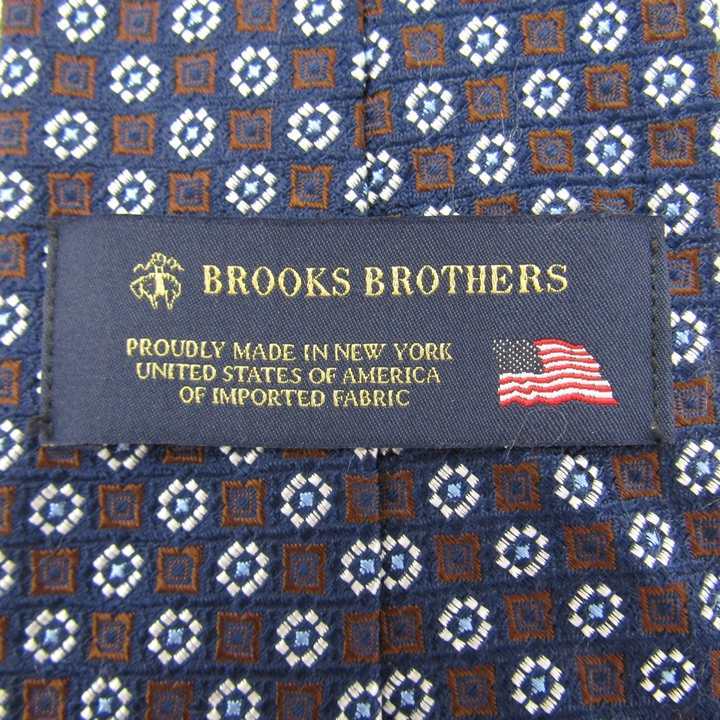 BROOKS BROTHERS
PROUDLY MADE IN NEW YORK
UNITED STATES OF AMERICA
OF IMPORTED FABRIC